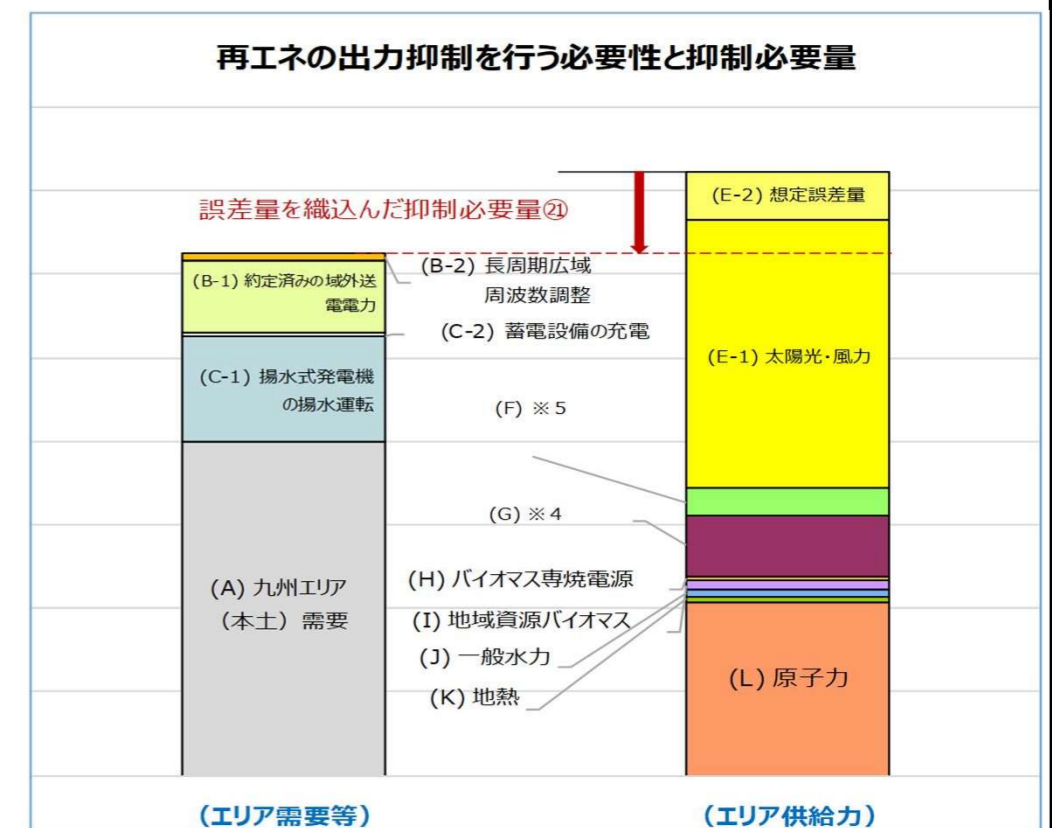 再エネの出力抑制を行う必要性と抑制必要量
誤差量を織込んだ抑制必要量㉑
(E-2) 想定誤差量
(B-2) 長周期広域
周波数調整
(B-1) 約定済みの域外送
電電力
(C-2) 蓄電設備の充電
(E-1) 太陽光・風力
(C-1) 揚水式発電機
の揚水運転
(F) ※5
(G) ※4
(H) バイオマス専焼電源
(A) 九州エリア
(本土) 需要
(I) 地域資源バイオマス
(J) 一般水力
(K) 地熱
(L) 原子力
(エリア需要等)
(エリア供給力)